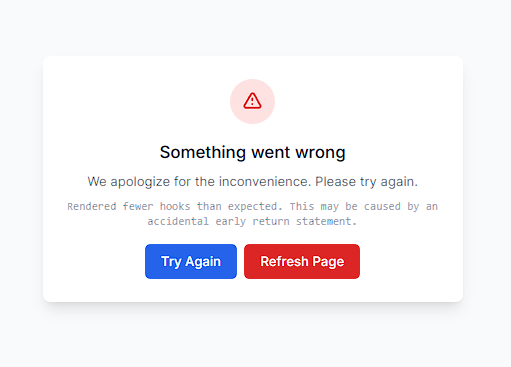 Something went wrong
We apologize for the inconvenience. Please try again.
Rendered fewer hooks than expected. This may be caused by an
accidental early return statement.
Try Again
Refresh Page